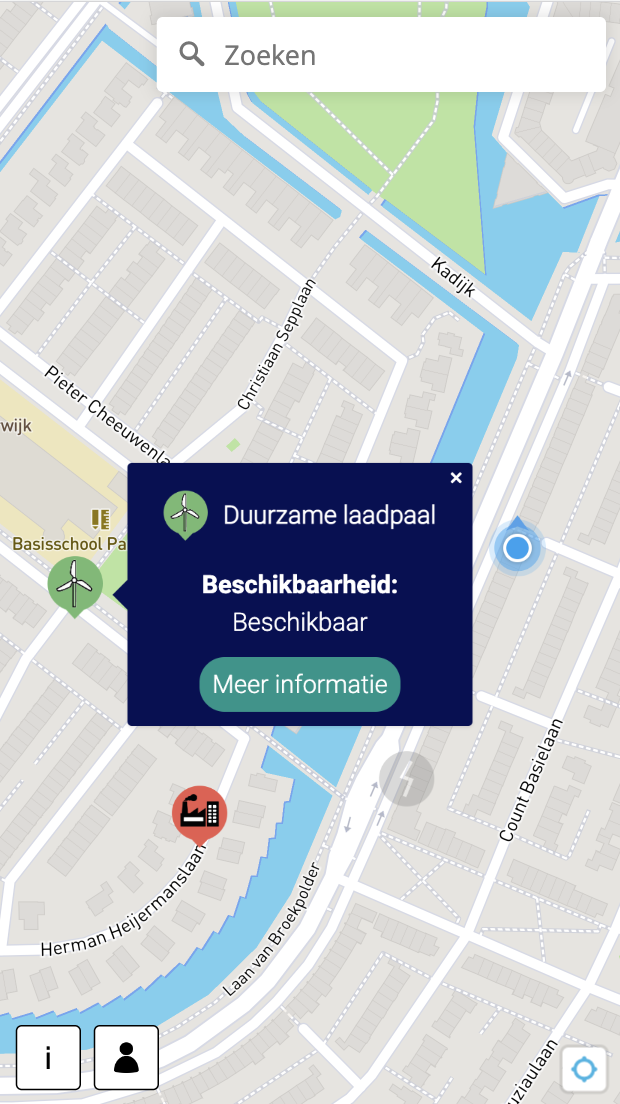 Zoeken
Kadijk
Christiaan Sepplaan
Pieter Cheeuwenla
wijk
Basisschool Pa
×
Duurzame laadpaal
Beschikbaarheid:
Beschikbaar
Meer informatie
Count Basielaan
Herman Heijermanslaan
Laan van Broekpolder
uziaulaan
i